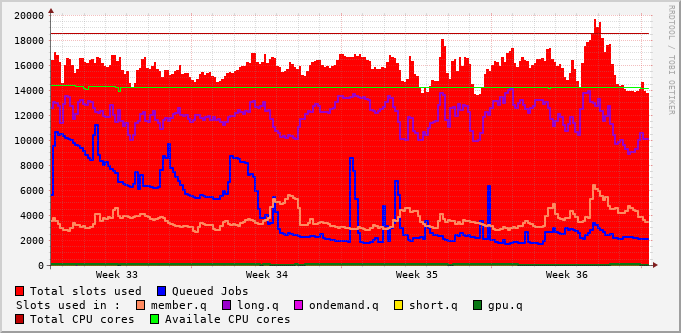 20000
18000
16000
14000
12000
10000
8000
6000
4000
2000
0
Week 33 Week 34 Week 35 Week 36
Total slots used Queued Jobs
Slots used in : member.q long.q ondemand.q short.q gpu.q
Total CPU cores Availale CPU cores
RRDTOOL / TOBI OETIKER